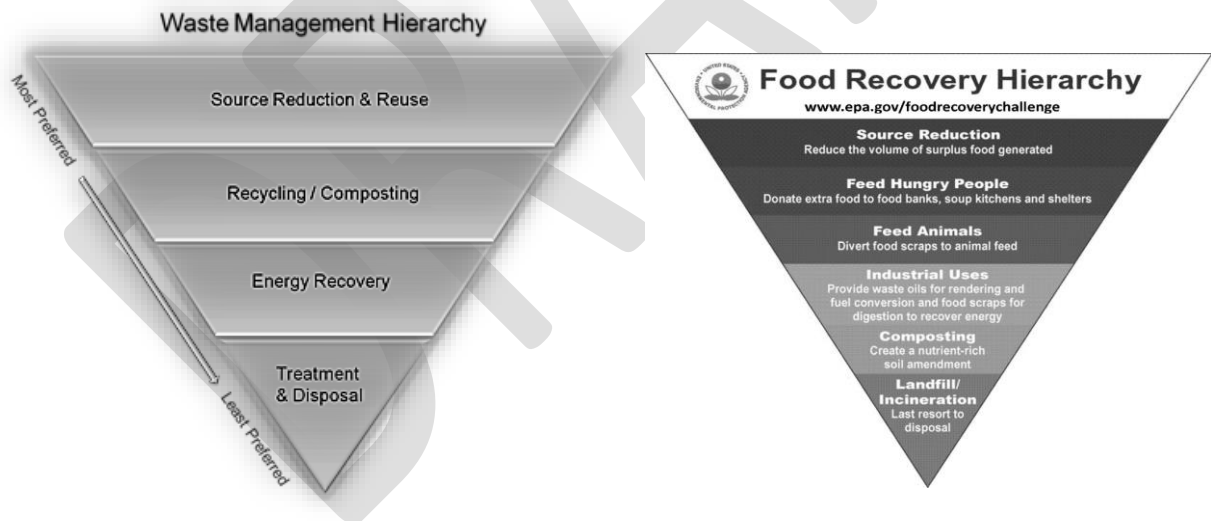 Waste Management Hierarchy
Most Preferred
Source Reduction & Reuse
Recycling / Composting
Energy Recovery
Treatment
& Disposal
Least Preferred
Food Recovery Hierarchy
www.epa.gov/foodrecoverychallenge
Source Reduction
Reduce the volume of surplus food generated
Feed Hungry People
Donate extra food to food banks, soup kitchens and shelters
Feed Animals
Divert food scraps to animal feed
Industrial Uses
Provide waste oils for rendering and
fuel conversion and food scraps for
digestion to recover energy
Composting
Create a nutrient-rich
soil amendment
Landfill/
Incineration
Last resort to
disposal